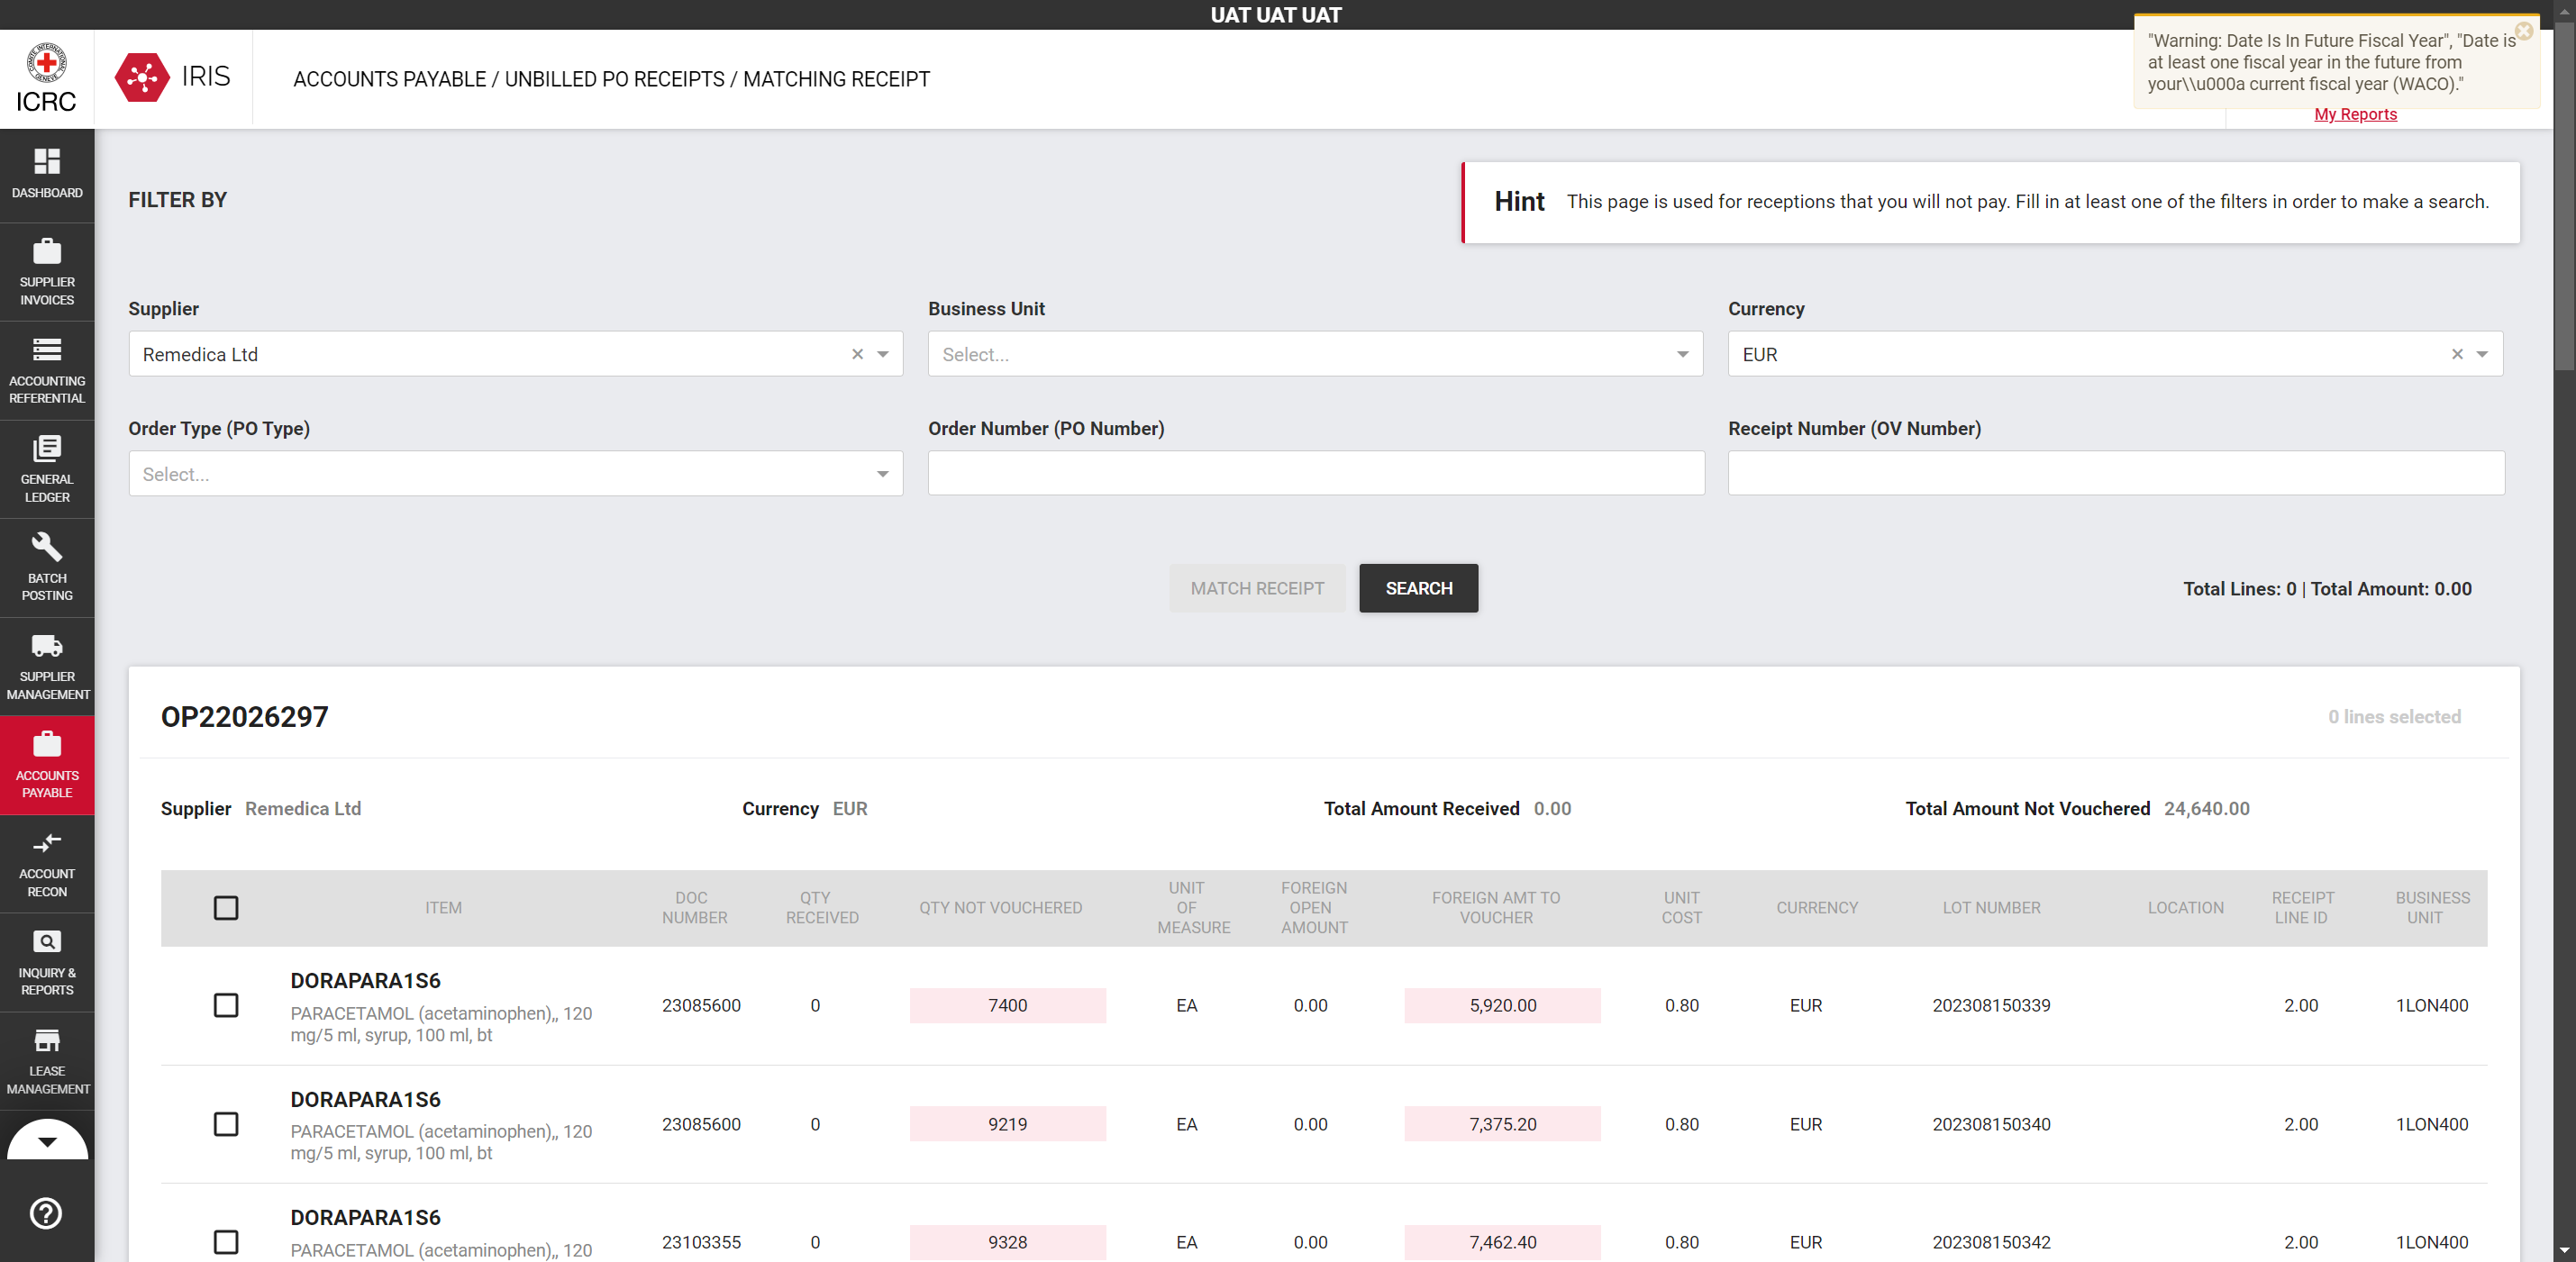 UAT UAT UAT
"Warning: Date Is In Future Fiscal Year", "Date is
at least one fiscal year in the future from
your\\u000a current fiscal year (WACO)."
ICRC
IRIS
ACCOUNTS PAYABLE / UNBILLED PO RECEIPTS / MATCHING RECEIPT
My Reports
DASHBOARD
SUPPLIER
INVOICES
ACCOUNTING
REFERENTIAL
GENERAL
LEDGER
BATCH
POSTING
SUPPLIER
MANAGEMENT
ACCOUNTS
PAYABLE
ACCOUNT
RECON
INQUIRY &
REPORTS
LEASE
MANAGEMENT
FILTER BY
Hint This page is used for receptions that you will not pay. Fill in at least one of the filters in order to make a search.
Supplier Business Unit Currency
Remedica Ltd Select... EUR
Order Type (PO Type) Order Number (PO Number) Receipt Number (OV Number)
Select...
MATCH RECEIPT SEARCH Total Lines: 0 | Total Amount: 0.00
OP22026297 0 lines selected
Supplier Remedica Ltd Currency EUR Total Amount Received 0.00 Total Amount Not Vouchered 24,640.00
ITEM DOC NUMBER QTY RECEIVED QTY NOT VOUCHERED UNIT OF MEASURE FOREIGN OPEN AMOUNT FOREIGN AMT TO VOUCHER UNIT COST CURRENCY LOT NUMBER LOCATION RECEIPT LINE ID BUSINESS UNIT
DORAPARA1S6
PARACETAMOL (acetaminophen),, 120
mg/5 ml, syrup, 100 ml, bt
23085600 0 7400 EA 0.00 5,920.00 0.80 EUR 202308150339 2.00 1LON400
DORAPARA1S6
PARACETAMOL (acetaminophen),, 120
mg/5 ml, syrup, 100 ml, bt
23085600 0 9219 EA 0.00 7,375.20 0.80 EUR 202308150340 2.00 1LON400
DORAPARA1S6
PARACETAMOL (acetaminophen),, 120
23103355 0 9328 EA 0.00 7,462.40 0.80 EUR 202308150342 2.00 1LON400